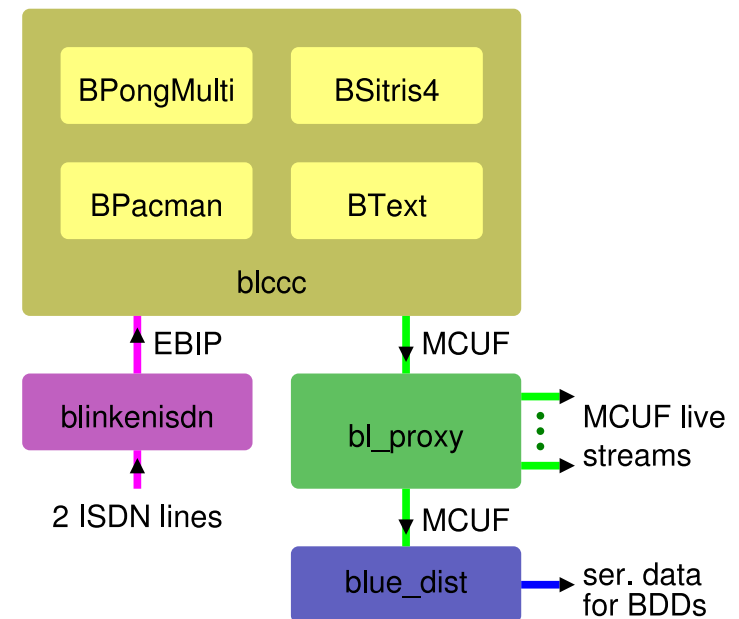 BPongMulti
BSitris4
BPacman
BText
blccc
EBIP
MCUF
blinkenisdn
bl_proxy
MCUF live
streams
2 ISDN lines
MCUF
blue_dist
ser. data
for BDDs